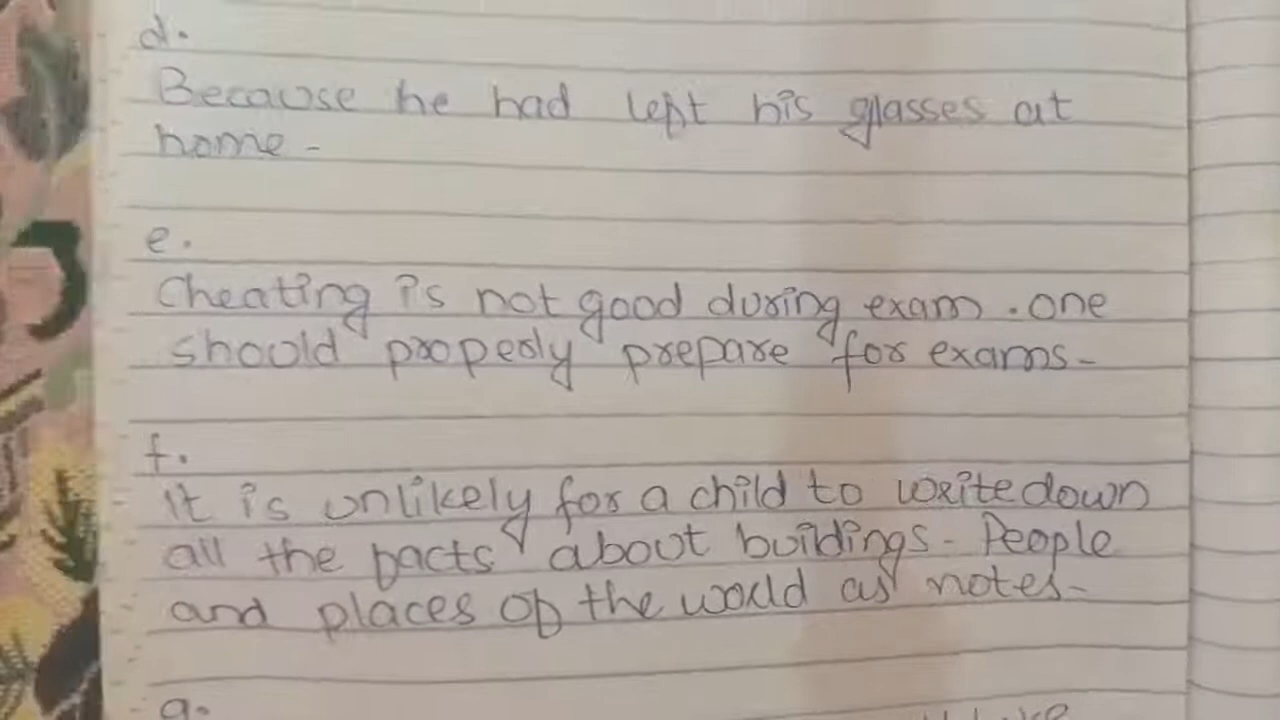 d.
Because he had left his glasses at
home -
e.
Cheating is not good during exam . one
should properly prepare for exams -
f.
it is unlikely for a child to write down
all the facts about buildings - People
and places of the world as notes -
g.